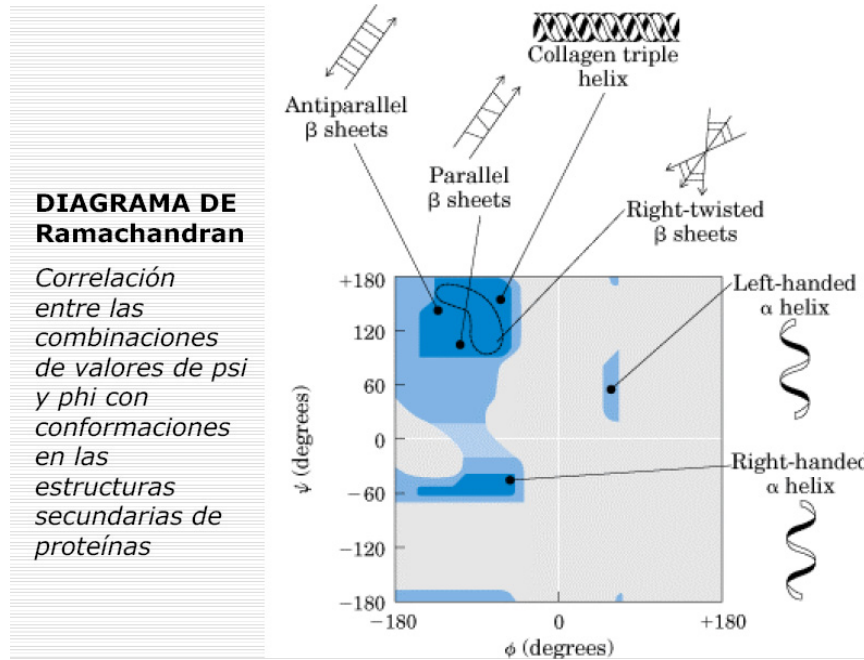 DIAGRAMA DE
Ramachandran
Correlación
entre las
combinaciones
de valores de psi
y phi con
conformaciones
en las
estructuras
secundarias de
proteínas
Collagen triple
helix
Antiparallel
β sheets
Parallel
β sheets
Right-twisted
β sheets
Left-handed
α helix
Right-handed
α helix
+180
120
60
0
−60
−120
−180
ψ (degrees)
−180
0
+180
ϕ (degrees)